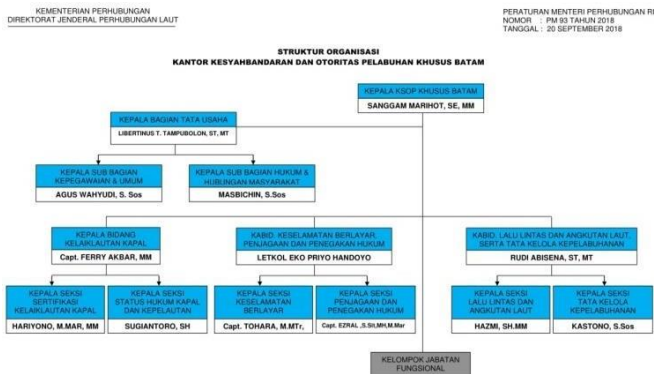 KEMENTERIAN PERHUBUNGAN
DIREKTORAT JENDERAL PERHUBUNGAN LAUT
PERATURAN MENTERI PERHUBUNGAN RI
NOMOR : PM 93 TAHUN 2018
TANGGAL : 20 SEPTEMBER 2018
STRUKTUR ORGANISASI
KANTOR KESYAHBANDARAN DAN OTORITAS PELABUHAN KHUSUS BATAM
KEPALA KSOP KHUSUS BATAM
SANGGAM MARIHOT, SE, MM
KEPALA BAGIAN TATA USAHA
LIBERTINUS T. TAMPUBOLON, ST, MT
KEPALA SUB BAGIAN
KEPEGAWAIAN & UMUM
AGUS WAHYUDI, S. Sos
KEPALA SUB BAGIAN HUKUM &
HUBUNGAN MASYARAKAT
MASBICHIN, S.Sos
KEPALA BIDANG
KELAIKLAUTAN KAPAL
Capt. FERRY AKBAR, MM
KABID. KESELAMATAN BERLAYAR,
PENJAGAAN DAN PENEGAKAN HUKUM
LETKOL EKO PRIYO HANDOYO
KABID. LALU LINTAS DAN ANGKUTAN LAUT,
SERTA TATA KELOLA KEPELABUHANAN
RUDI ABISENA, ST, MT
KEPALA SEKSI
SERTIFIKASI
KELAIKLAUTAN KAPAL
HARIYONO, M.MAR, MM
KEPALA SEKSI
STATUS HUKUM KAPAL
DAN KEPELAUTAN
SUGIANTORO, SH
KEPALA SEKSI
KESELAMATAN
BERLAYAR
Capt. TOHARA, M.MTr,
KEPALA SEKSI
PENJAGAAN DAN
PENEGAKAN HUKUM
Capt. EZRAL ,S.Sit,MH,M.Mar
KEPALA SEKSI
LALU LINTAS DAN
ANGKUTAN LAUT
HAZMI, SH.MM
KEPALA SEKSI
TATA KELOLA
KEPELABUHANAN
KASTONO, S.Sos
KELOMPOK JABATAN
FUNGSIONAL